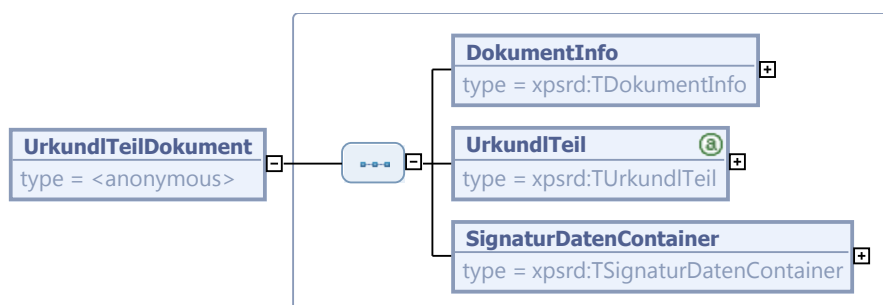 DokumentInfo
type = xpsrd:TDokumentInfo
UrkundlTeilDokument
type = <anonymous>
UrkundlTeil
type = xpsrd:TUrkundlTeil
SignaturDatenContainer
type = xpsrd:TSignaturDatenContainer